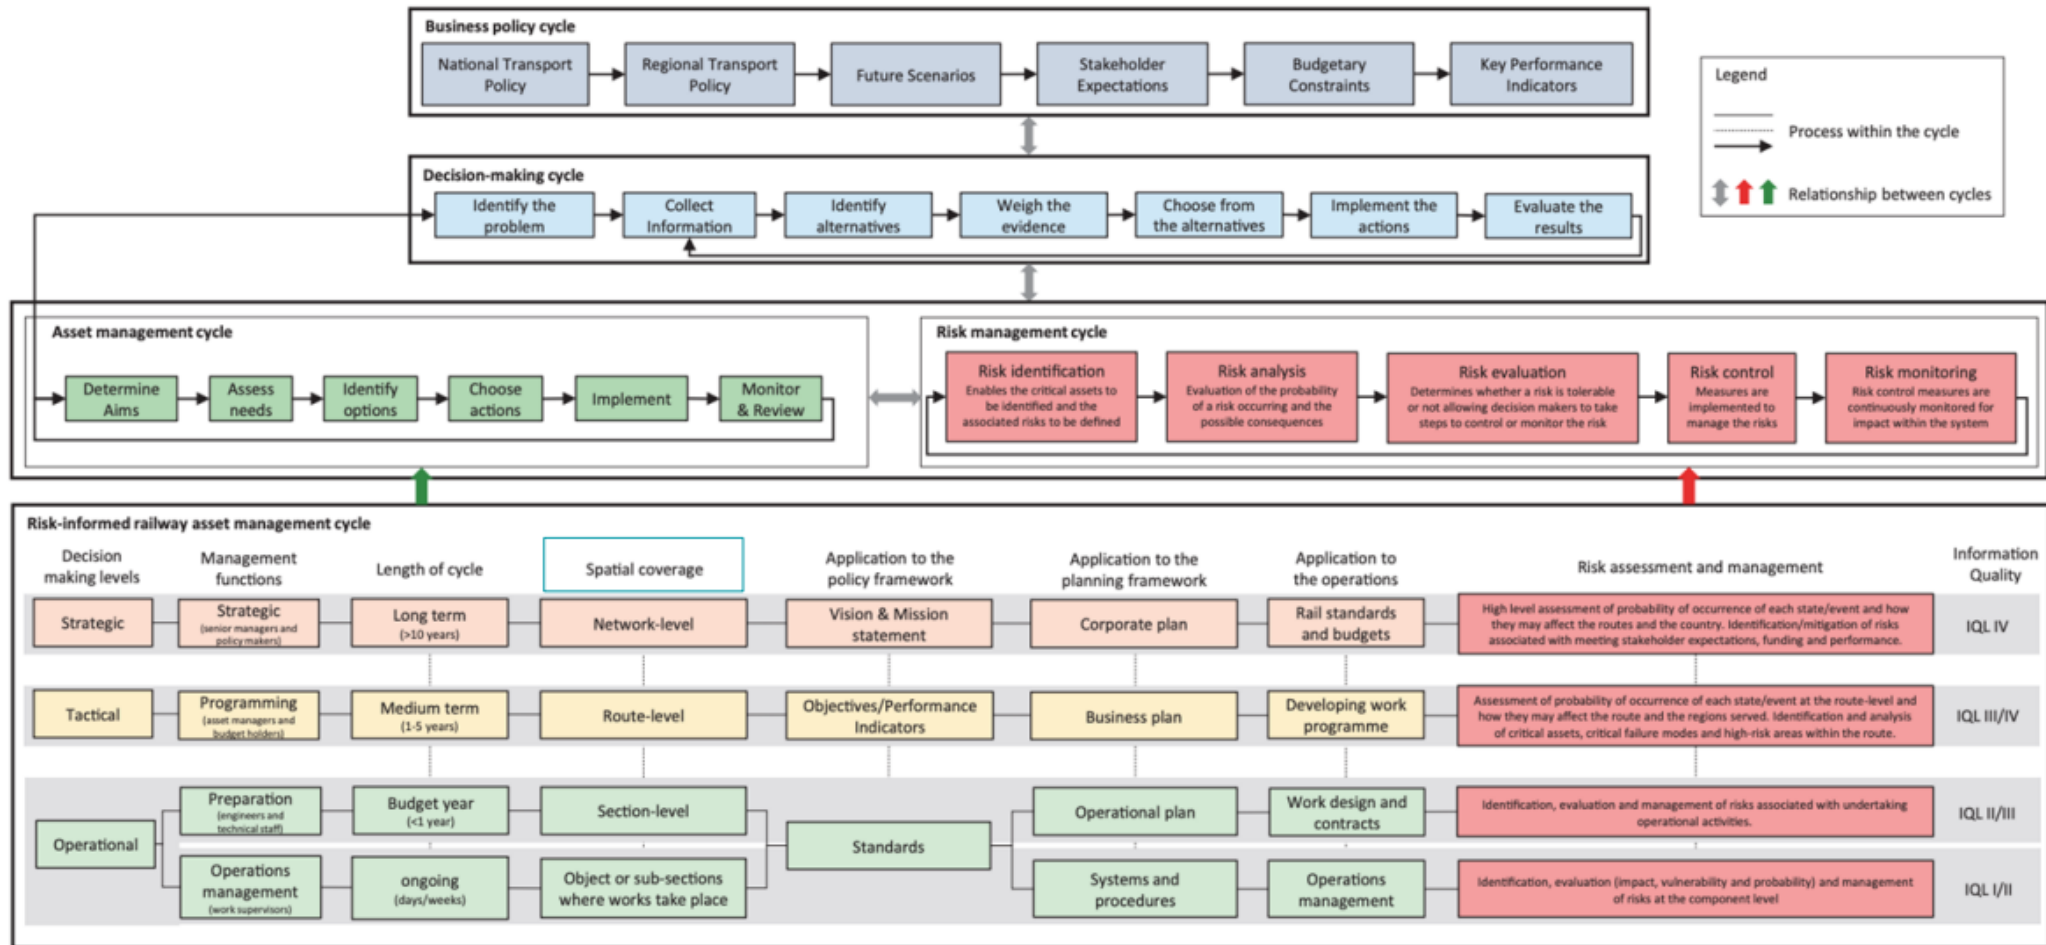 Business policy cycle
National Transport
Policy
Regional Transport
Policy
Future Scenarios
Stakeholder
Expectations
Budgetary
Constraints
Key Performance
Indicators
Legend
Process within the cycle
Relationship between cycles
Decision-making cycle
Identify the
problem
Collect
Information
Identify
alternatives
Weigh the
evidence
Choose from
the alternatives
Implement the
actions
Evaluate the
results
Asset management cycle
Determine
Aims
Assess
needs
Identify
options
Choose
actions
Implement
Monitor
& Review
Risk management cycle
Risk identification
Enables the critical assets to
be identified and the
associated risks to be defined
Risk analysis
Evaluation of the probability
of a risk occurring and the
possible consequences
Risk evaluation
Determines whether a risk is tolerable
or not allowing decision makers to take
steps to control or monitor the risk
Risk control
Measures are
implemented to
manage the risks
Risk monitoring
Risk control measures are
continuously monitored for
impact within the system
Risk-informed railway asset management cycle
Decision
making levels
Management
functions
Length of cycle
Spatial coverage
Application to the
policy framework
Application to the
planning framework
Application to
the operations
Risk assessment and management
Information
Quality
Strategic
Strategic
(senior managers and
policy makers)
Long term
(>10 years)
Network-level
Vision & Mission
statement
Corporate plan
Rail standards
and budgets
High level assessment of probability of occurrence of each state/event and how
they may affect the routes and the country. Identification/mitigation of risks
associated with meeting stakeholder expectations, funding and performance.
IQL IV
Tactical
Programming
(asset managers and
budget holders)
Medium term
(1-5 years)
Route-level
Objectives/Performance
Indicators
Business plan
Developing work
programme
Assessment of probability of occurrence of each state/event at the route-level and
how they may affect the route and the regions served. Identification and analysis
of critical assets, critical failure modes and high-risk areas within the route.
IQL III/IV
Operational
Preparation
(engineers and
technical staff)
Budget year
(<1 year)
Section-level
Standards
Operational plan
Work design and
contracts
Identification, evaluation and management of risks associated with undertaking
operational activities.
IQL II/III
Operations
management
(work supervisors)
ongoing
(days/weeks)
Object or sub-sections
where works take place
Systems and
procedures
Operations
management
Identification, evaluation (impact, vulnerability and probability) and management
of risks at the component level
IQL I/II